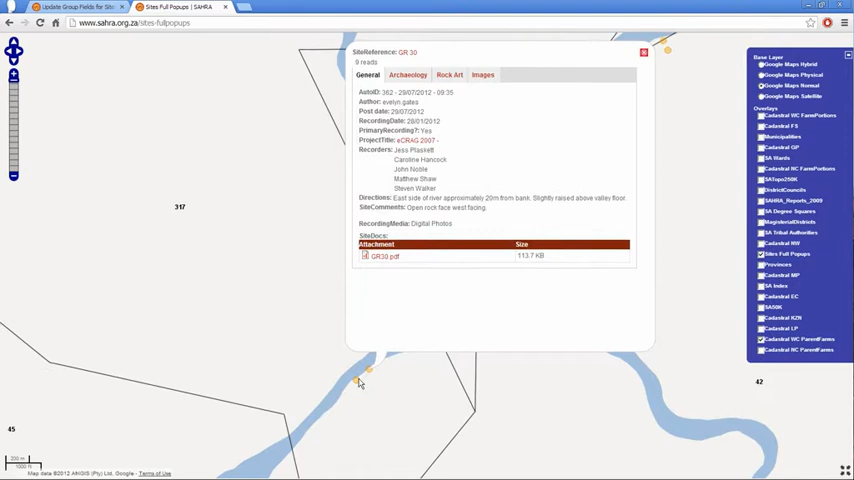 Update Group Fields for Sites
Sites Full Popups | SAHRA
www.sahra.org.za/sites-fullpopups
SiteReference: GR 30
9 reads
General
Archaeology
Rock Art
Images
AutoID: 362 - 29/07/2012 - 09:35
Author: evelyn.gates
Post date: 29/07/2012
RecordingDate: 28/01/2012
PrimaryRecording?: Yes
ProjectTitle: eCRAG 2007 -
Recorders: Jess Plaskett
Caroline Hancock
John Noble
Matthew Shaw
Steven Walker
Directions: East side of river approximately 20m from bank. Slightly raised above valley floor.
SiteComments: Open rock face west facing.
RecordingMedia: Digital Photos
SiteDocs:
Attachment Size
GR30.pdf 113.7 KB
317
45
42
Base Layer
Google Maps Hybrid
Google Maps Physical
Google Maps Normal
Google Maps Satellite
Overlays
Cadastral WC FarmPortions
Cadastral FS
Municipalities
Cadastral GP
SA Wards
Cadastral NC FarmPortions
SATopo250K
DistrictCouncils
SAHRA_Reports_2009
SA Degree Squares
MagisterialDistricts
SA Tribal Authorities
Cadastral NW
Sites Full Popups
Provinces
Cadastral MP
SA Index
Cadastral EC
SA50K
Cadastral KZN
Cadastral LP
Cadastral WC ParentFarms
Cadastral NC ParentFarms
200 m
1000 ft
Map data ©2012 AfriGIS (Pty) Ltd, Google - Terms of Use